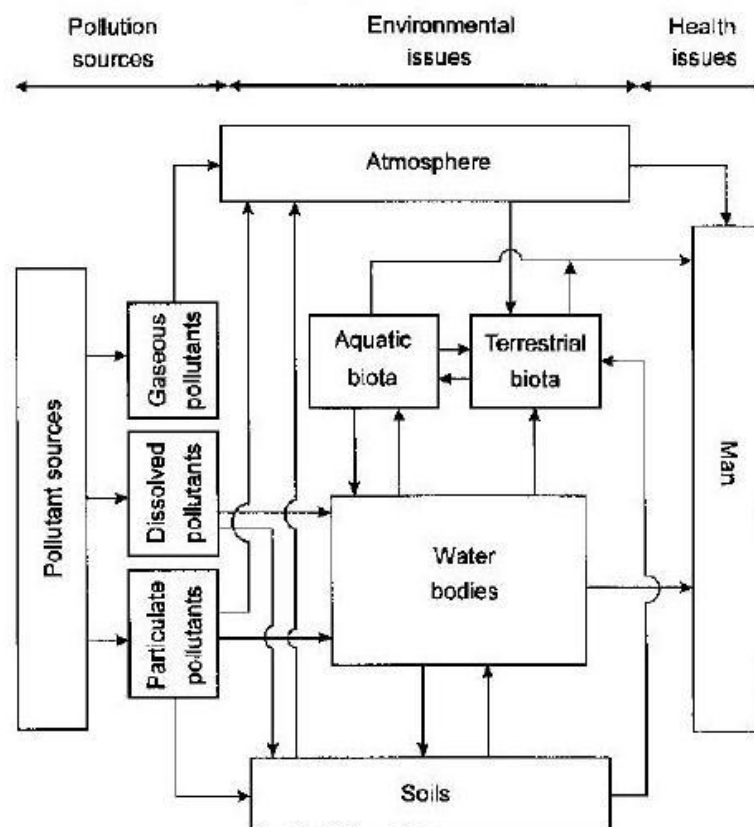 Pollution
sources
Environmental
issues
Health
issues
Atmosphere
Pollutant sources
Gaseous
pollutants
Dissolved
pollutants
Particulate
pollutants
Aquatic
biota
Terrestrial
biota
Water
bodies
Soils
Man